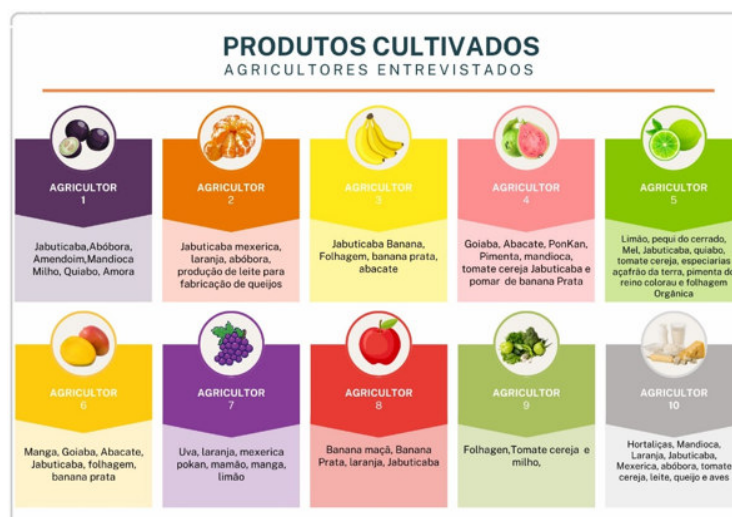 PRODUTOS CULTIVADOS
AGRICULTORES ENTREVISTADOS
AGRICULTOR
1
Jabuticaba,Abóbora,
Amendoim,Mandioca
Milho, Quiabo, Amora
AGRICULTOR
2
Jabuticaba mexerica,
laranja, abóbora,
produção de leite para
fabricação de queijos
AGRICULTOR
3
Jabuticaba Banana,
Folhagem, banana prata,
abacate
AGRICULTOR
4
Goiaba, Abacate, PonKan,
Pimenta, mandioca,
tomate cereja Jabuticaba e
pomar de banana Prata
AGRICULTOR
5
Limão, pequi do cerrado,
Mel, Jabuticaba, quiabo,
tomate cereja, especiarias
açafrão da terra, pimenta do
reino colorau e folhagem
Orgânica
AGRICULTOR
6
Manga, Goiaba, Abacate,
Jabuticaba, folhagem,
banana prata
AGRICULTOR
7
Uva, laranja, mexerica
pokan, mamão, manga,
limão
AGRICULTOR
8
Banana maçã, Banana
Prata, laranja, Jabuticaba
AGRICULTOR
9
Folhagen,Tomate cereja e
milho,
AGRICULTOR
10
Hortaliças, Mandioca,
Laranja, Jabuticaba,
Mexerica, abóbora, tomate
cereja, leite, queijo e aves